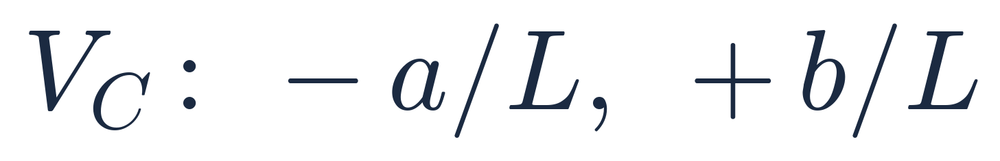 V_C : −a/L, +b/L